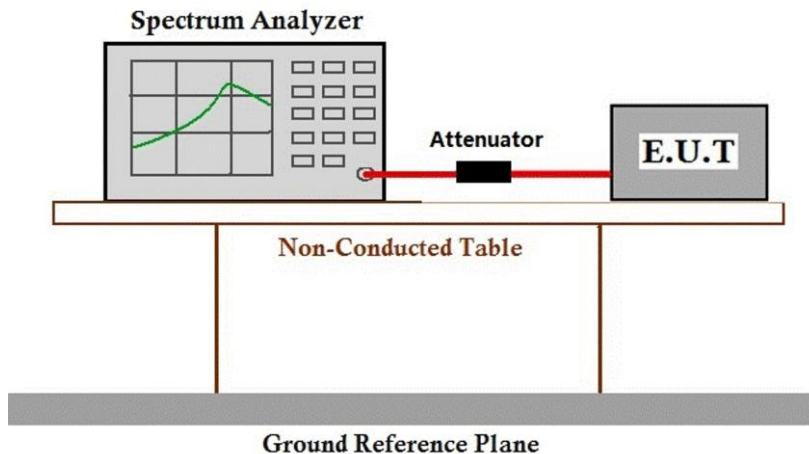 Spectrum Analyzer
Attenuator
E.U.T
Non-Conducted Table
Ground Reference Plane